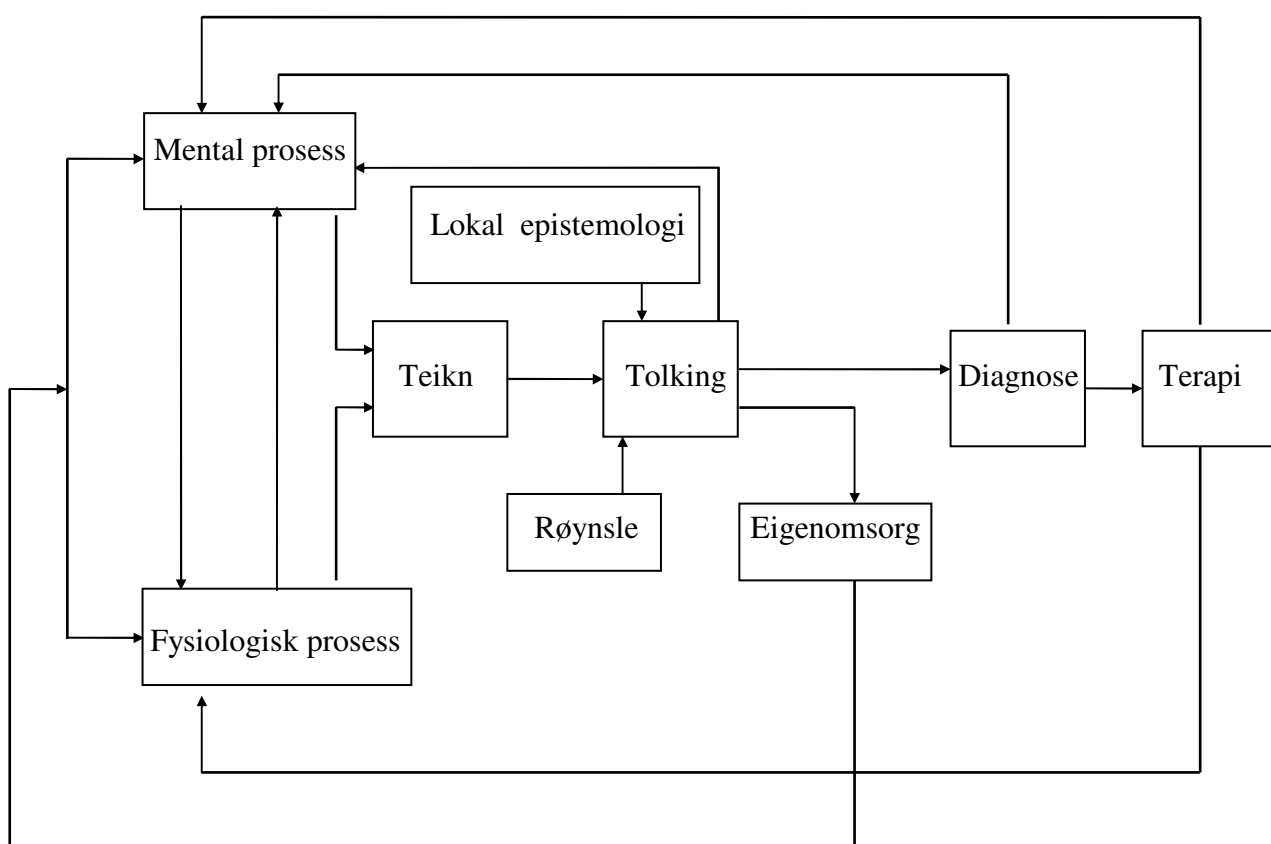 Mental prosess
Lokal epistemologi
Teikn
Tolking
Diagnose
Terapi
Røynsle
Eigenomsorg
Fysiologisk prosess